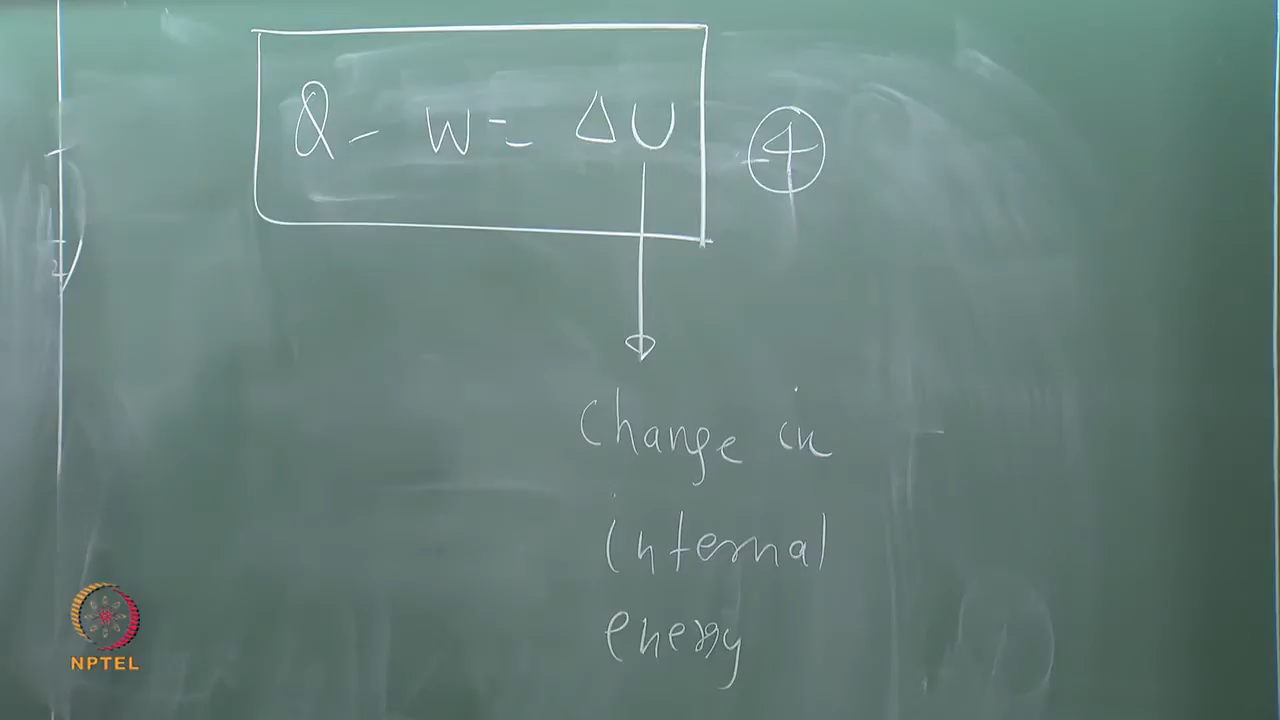 Q - W = ΔU
4
Change in
internal
energy
NPTEL